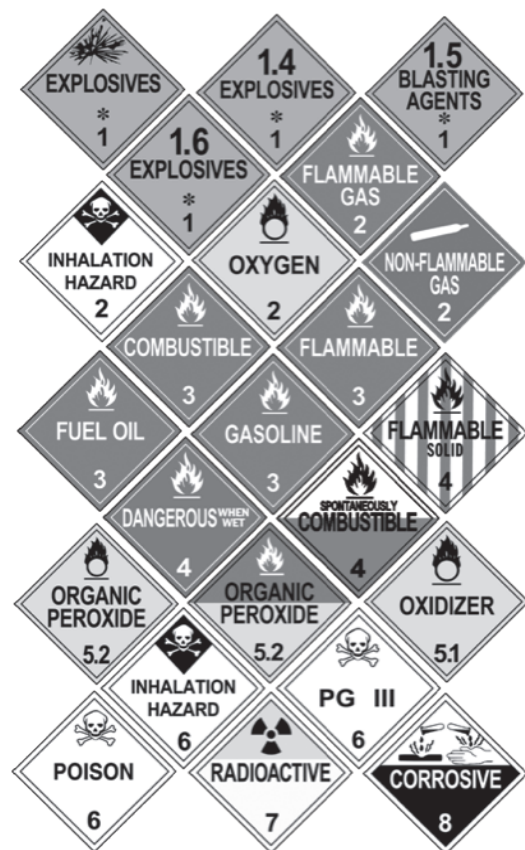 EXPLOSIVES
*
1
1.4
EXPLOSIVES
*
1
1.5
BLASTING
AGENTS
*
1
1.6
EXPLOSIVES
*
1
FLAMMABLE
GAS
2
INHALATION
HAZARD
2
OXYGEN
2
NON-FLAMMABLE
GAS
2
COMBUSTIBLE
3
FLAMMABLE
3
FUEL OIL
3
GASOLINE
3
FLAMMABLE
SOLID
4
DANGEROUS WHEN
WET
4
SPONTANEOUSLY
COMBUSTIBLE
4
ORGANIC
PEROXIDE
5.2
ORGANIC
PEROXIDE
5.2
OXIDIZER
5.1
INHALATION
HAZARD
6
PG III
6
POISON
6
RADIOACTIVE
7
CORROSIVE
8